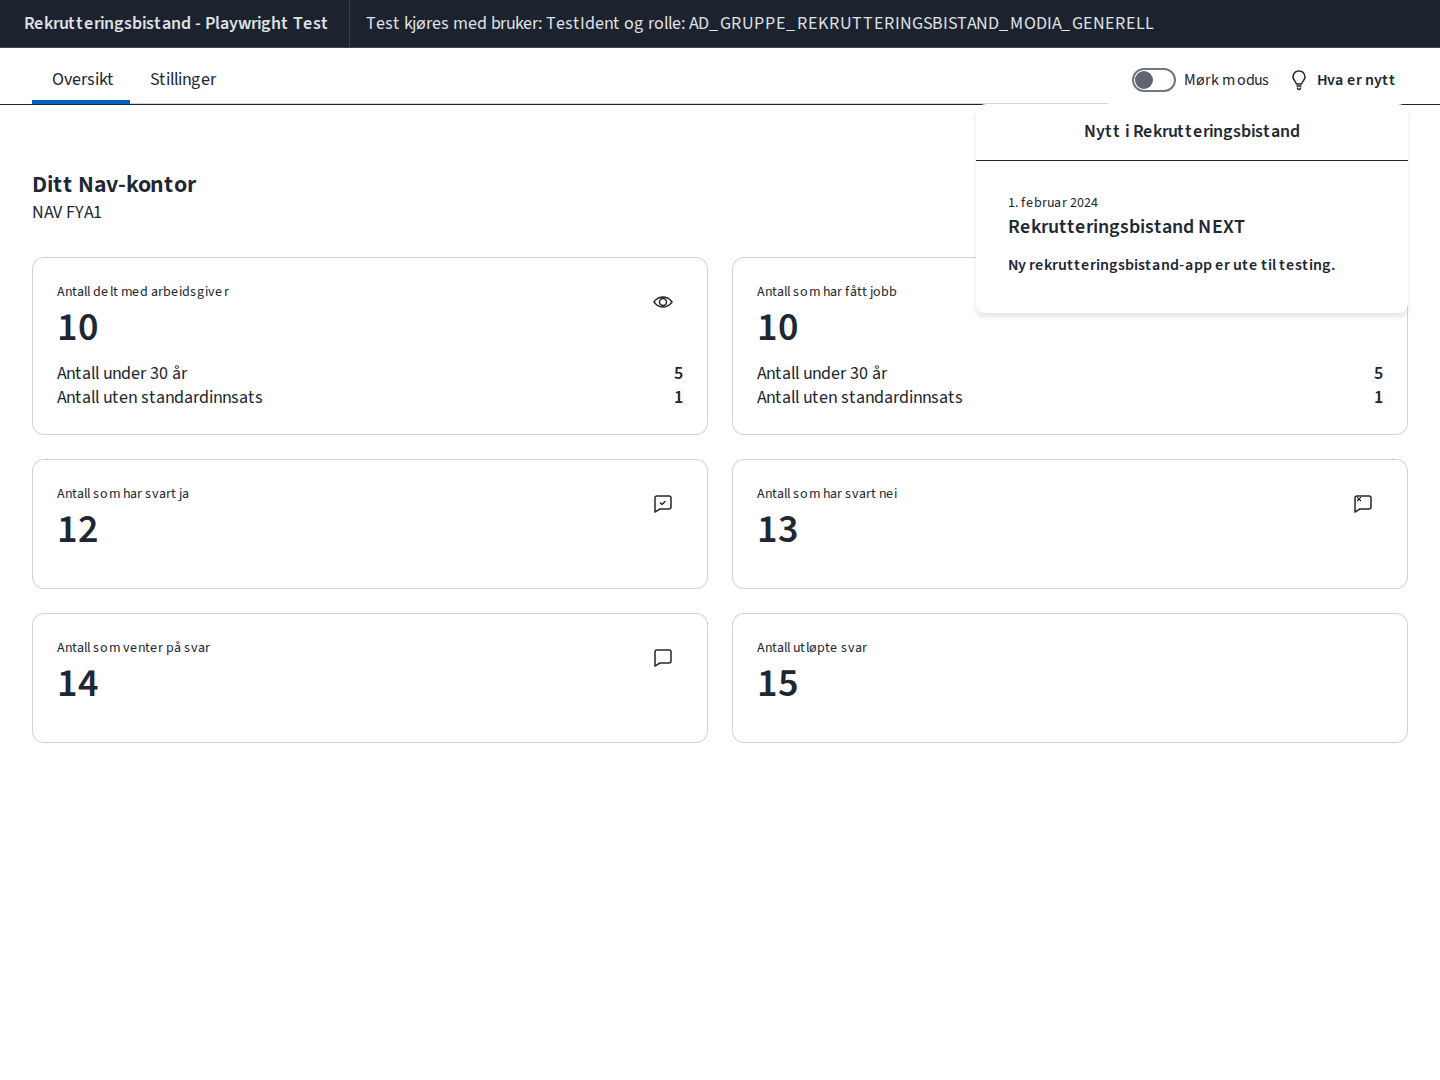 Rekrutteringsbistand - Playwright Test
Test kjøres med bruker: TestIdent og rolle: AD_GRUPPE_REKRUTTERINGSBISTAND_MODIA_GENERELL
Oversikt
Stillinger
Mørk modus
Hva er nytt
Nytt i Rekrutteringsbistand
1. februar 2024
Rekrutteringsbistand NEXT
Ny rekrutteringsbistand-app er ute til testing.
Ditt Nav-kontor
NAV FYA1
Antall delt med arbeidsgiver
10
Antall under 30 år 5
Antall uten standardinnsats 1
Antall som har fått jobb
10
Antall under 30 år 5
Antall uten standardinnsats 1
Antall som har svart ja
12
Antall som har svart nei
13
Antall som venter på svar
14
Antall utløpte svar
15